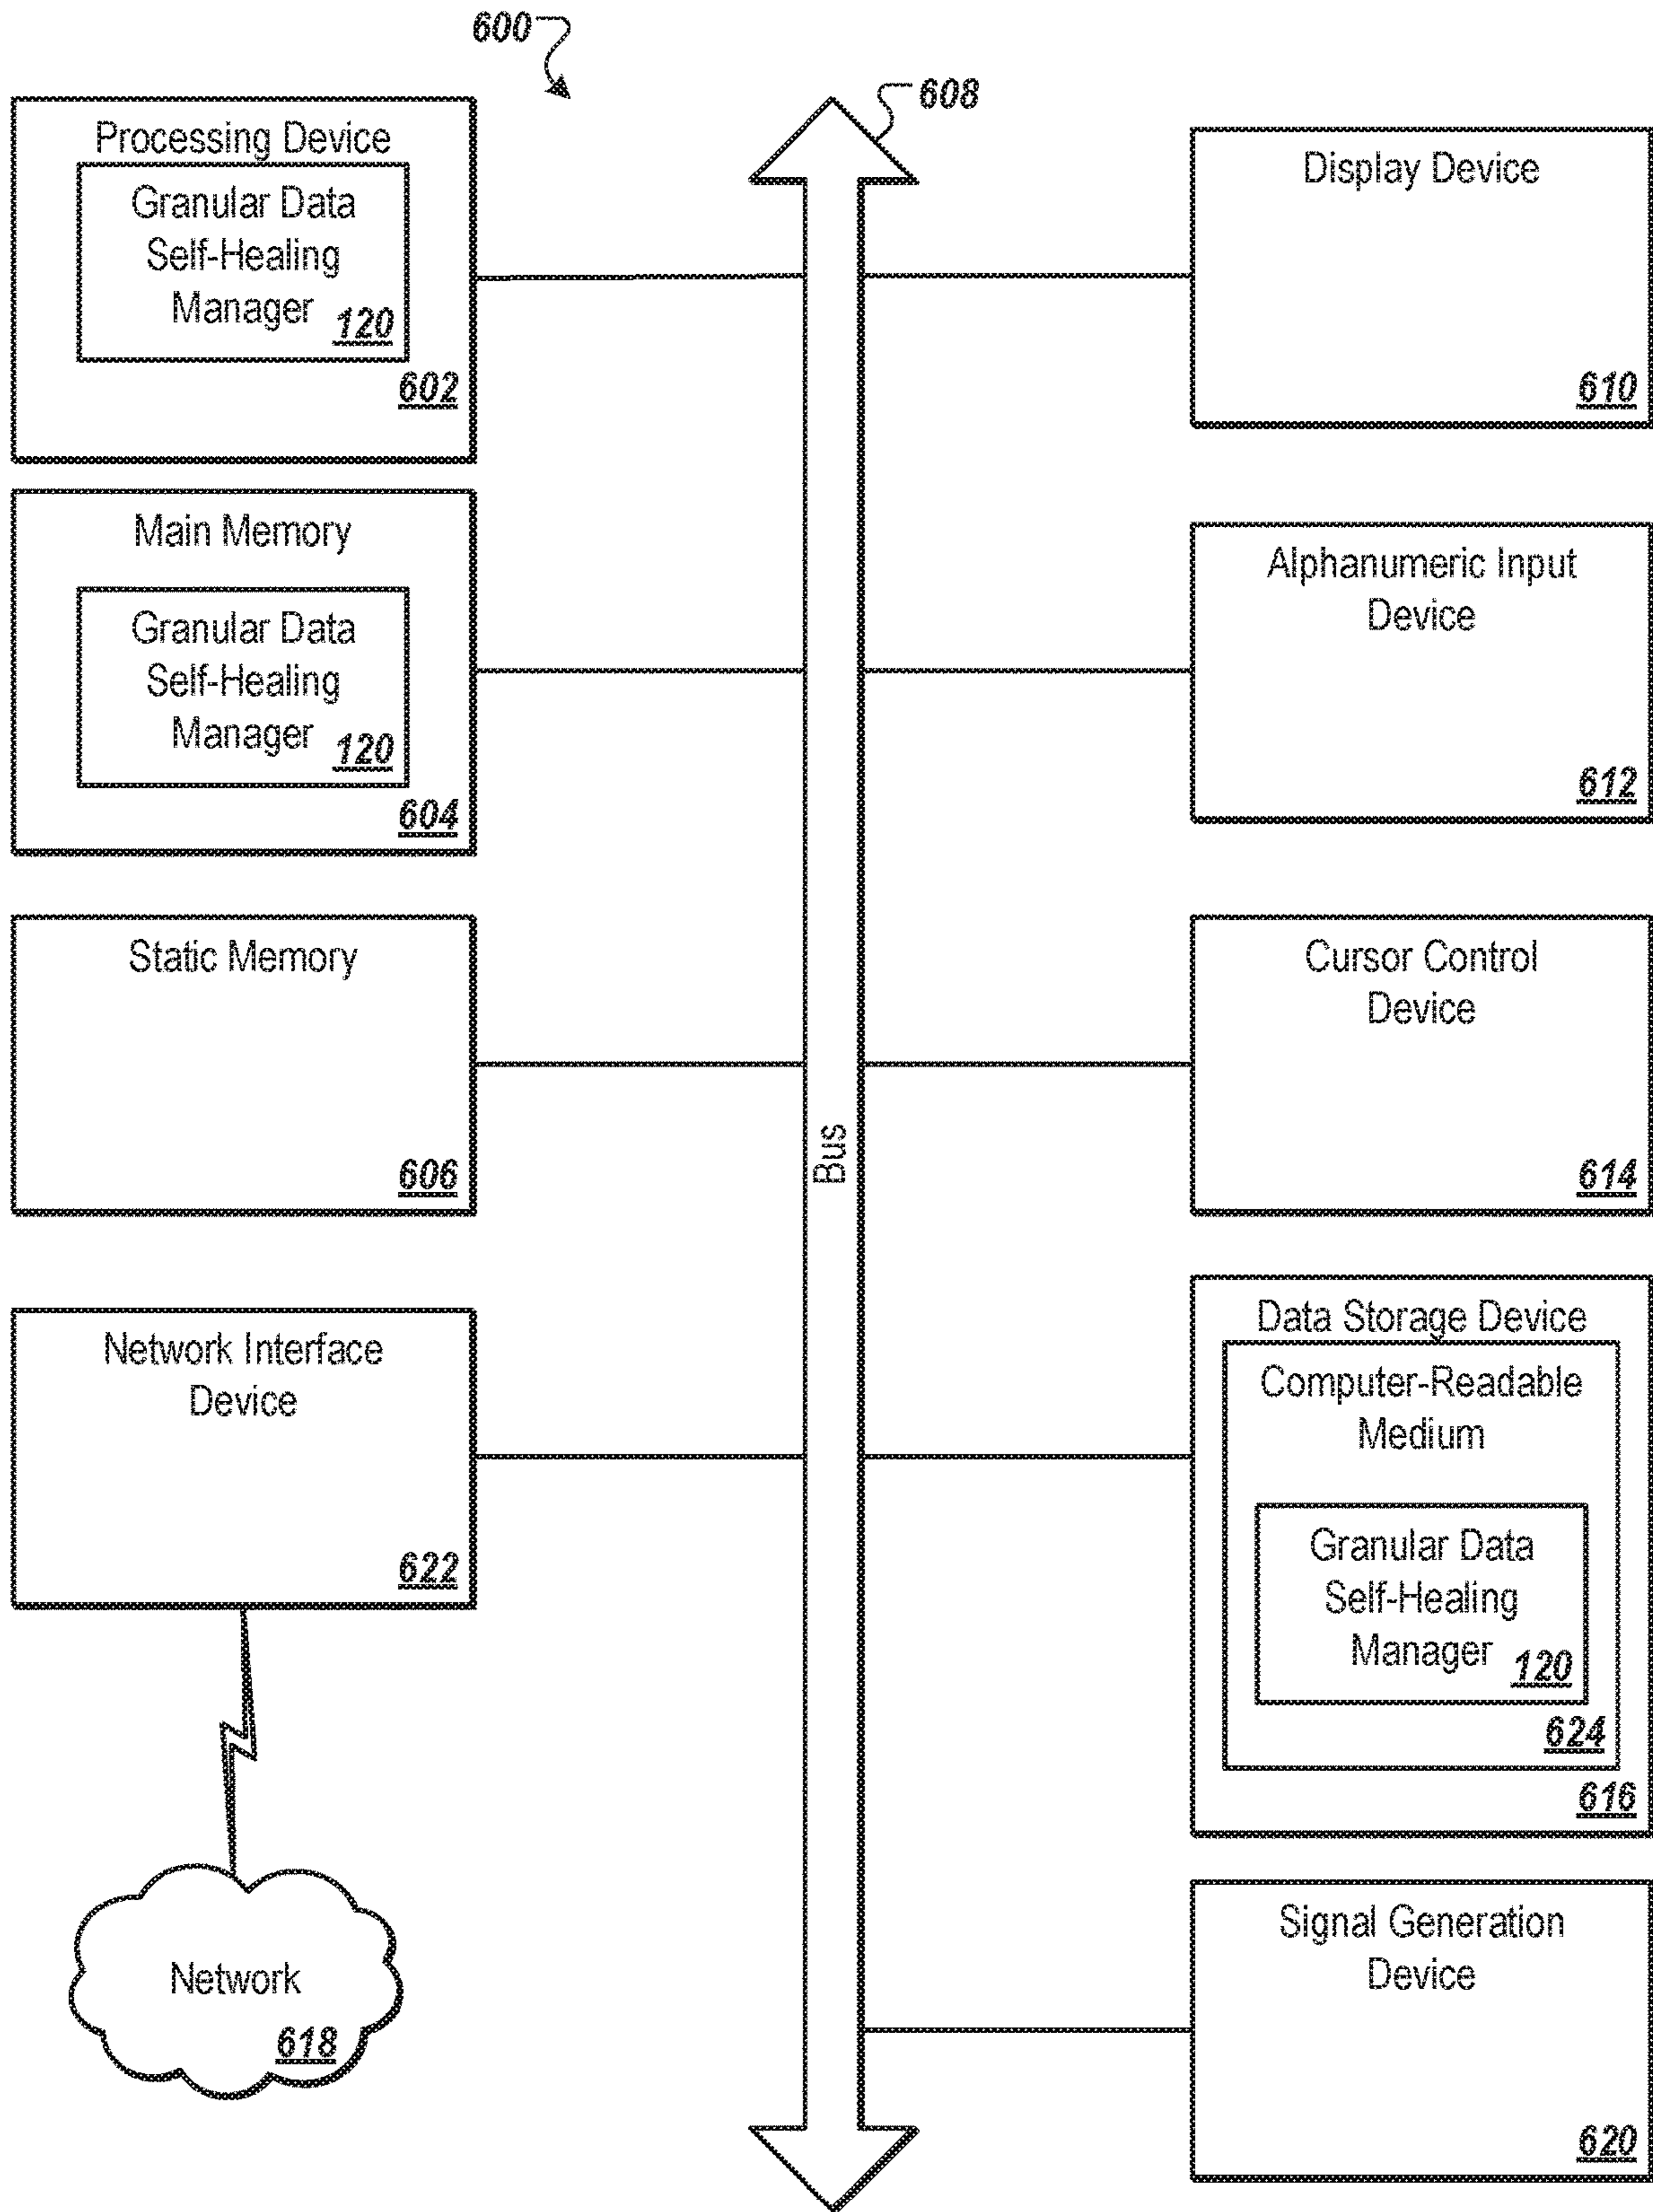 600
608
Processing Device
Granular Data
Self-Healing
Manager
120
602
Main Memory
Granular Data
Self-Healing
Manager
120
604
Static Memory
606
Network Interface
Device
622
Network
618
Bus
Display Device
610
Alphanumeric Input
Device
612
Cursor Control
Device
614
Data Storage Device
Computer-Readable
Medium
Granular Data
Self-Healing
Manager
120
624
616
Signal Generation
Device
620